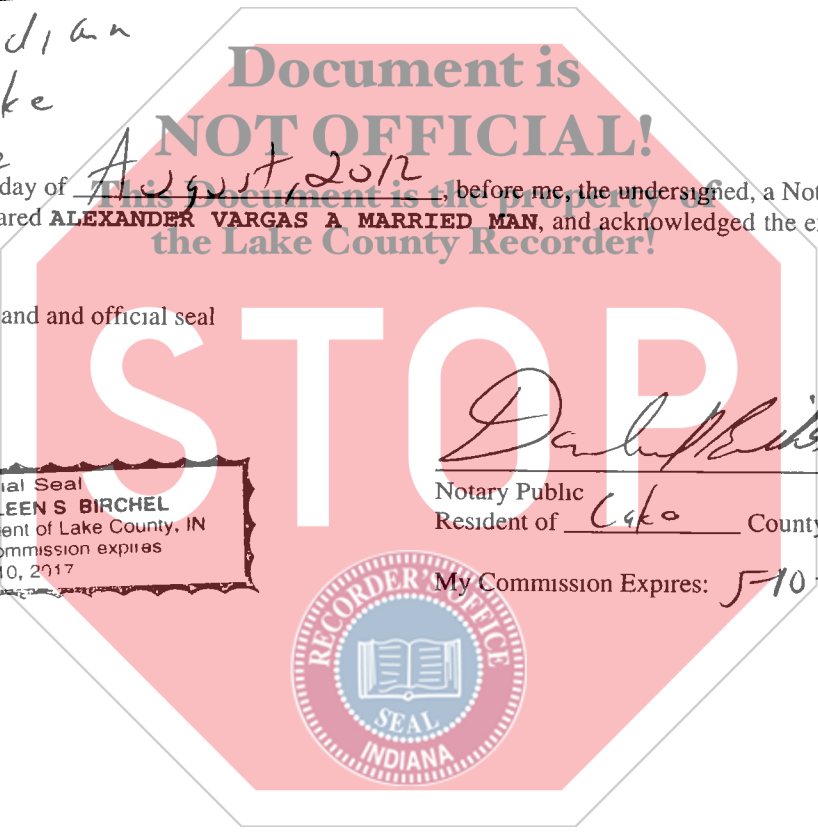 dian
ke
Document is
NOT OFFICIAL!
This Document is the property of
the Lake County Recorder!
day of August, 2012, before me, the undersigned, a Not
ared ALEXANDER VARGAS A MARRIED MAN, and acknowledged the e
and and official seal
STOP
ial Seal
LEEN S BIRCHEL
ent of Lake County, IN
ommission expires
10, 2017
Notary Public
Resident of Lake County
My Commission Expires: 5-10-
RECORDER'S OFFICE
SEAL
INDIANA